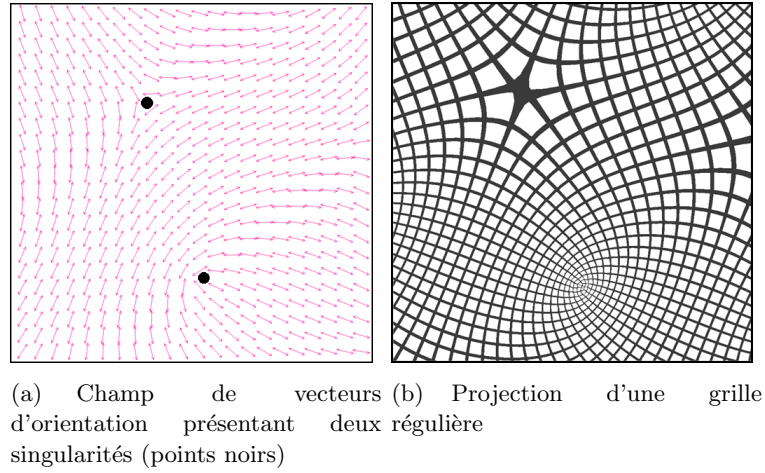 (a) Champ de vecteurs
d'orientation présentant deux
singularités (points noirs)
(b) Projection d'une grille
régulière